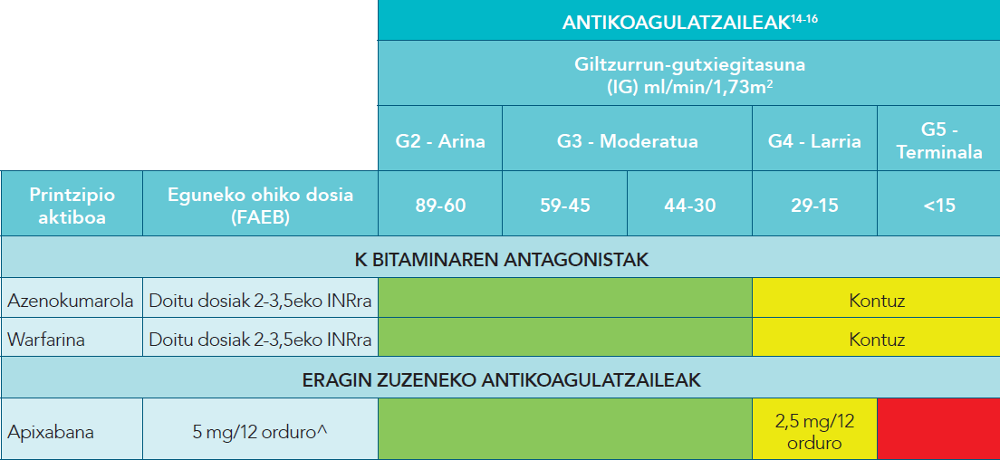 ANTIKOAGULATZAILEAK14-16
Giltzurrun-gutxiegitasuna
(IG) ml/min/1,73m2
G2 - Arina
G3 - Moderatua
G4 - Larria
G5 -
Terminala
Printzipio
aktiboa
Eguneko ohiko dosia
(FAEB)
89-60
59-45
44-30
29-15
<15
K BITAMINAREN ANTAGONISTAK
Azenokumarola
Doitu dosiak 2-3,5eko INRra
Kontuz
Warfarina
Doitu dosiak 2-3,5eko INRra
Kontuz
ERAGIN ZUZENEKO ANTIKOAGULATZAILEAK
Apixabana
5 mg/12 orduro^
2,5 mg/12
orduro